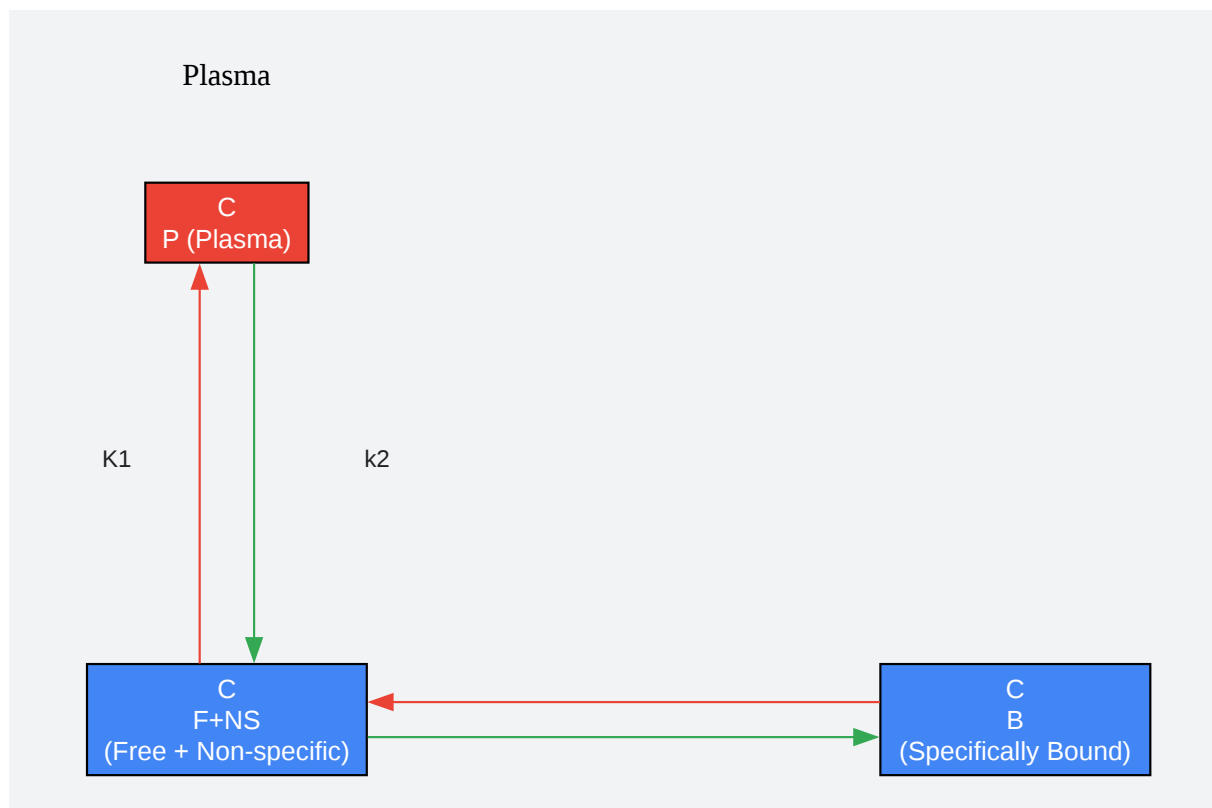 Plasma
C
P (Plasma)
K1
k2
C
F+NS
(Free + Non-specific)
C
B
(Specifically Bound)